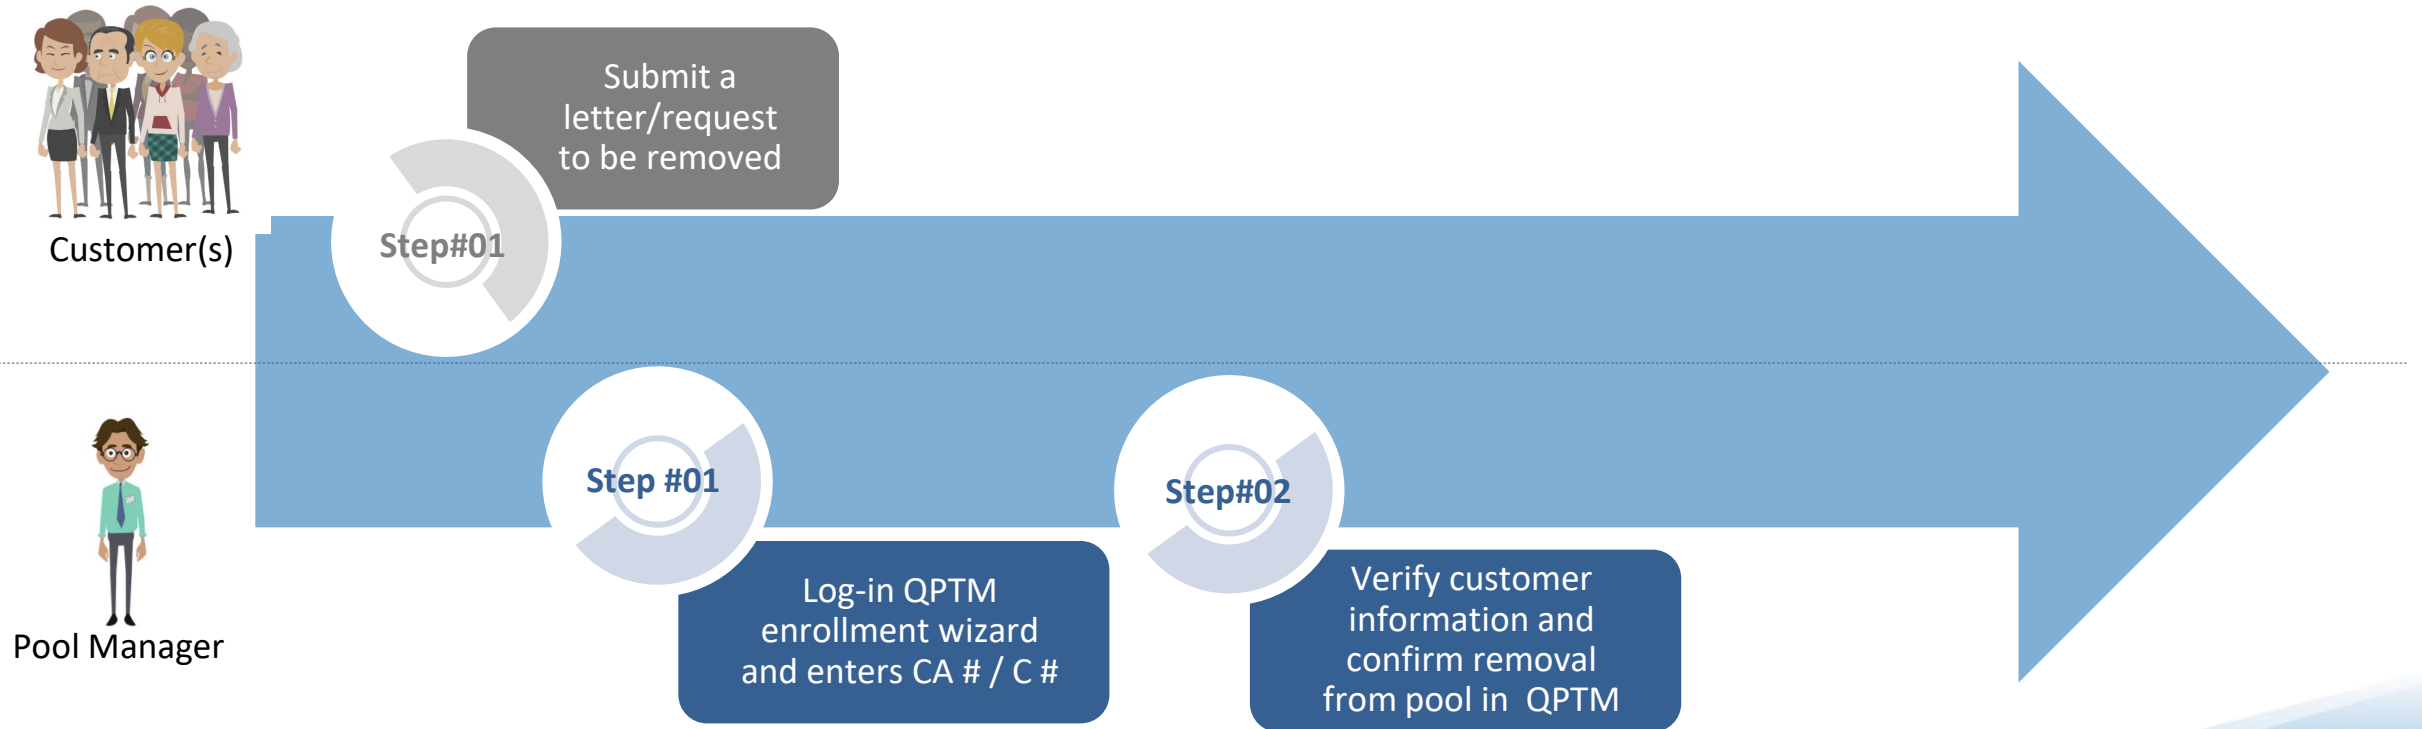 Submit a
letter/request
to be removed
Step#01
Customer(s)
Step #01
Log-in QPTM
enrollment wizard
and enters CA # / C #
Step#02
Verify customer
information and
confirm removal
from pool in  QPTM
Pool Manager